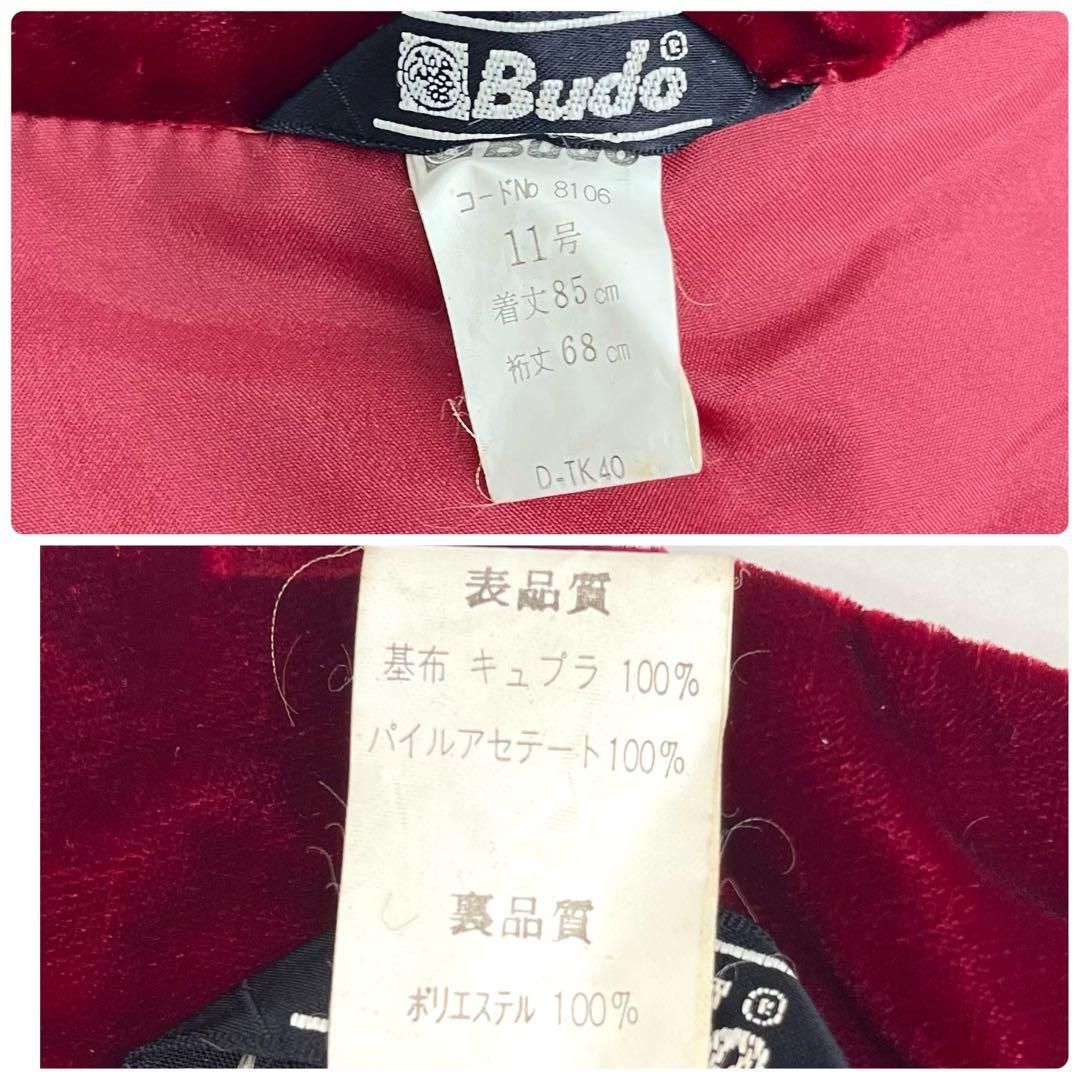 Budo®
Budo
コードNo 8106
11号
着丈85cm
裄丈68cm
D-TK40
表品質
基布 キュプラ 100%
パイルアセテート100%
裏品質
ポリエステル 100%